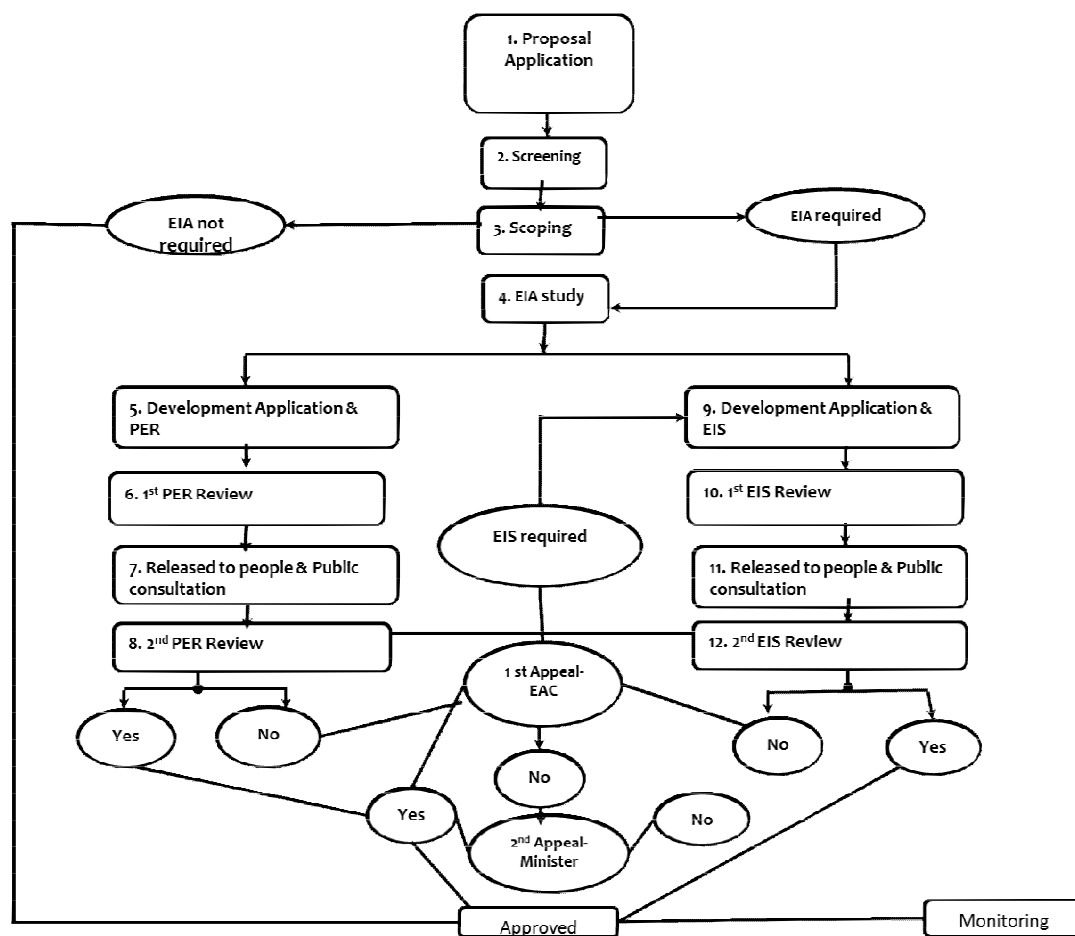 1. Proposal
Application
2. Screening
EIA not
required
3. Scoping
EIA required
4. EIA study
5. Development Application &
PER
9. Development Application &
EIS
6. 1st PER Review
10. 1st EIS Review
EIS required
7. Released to people & Public
consultation
11. Released to people & Public
consultation
8. 2nd PER Review
12. 2nd EIS Review
1 st Appeal-
EAC
Yes
No
No
Yes
No
Yes
No
2nd Appeal-
Minister
Approved
Monitoring